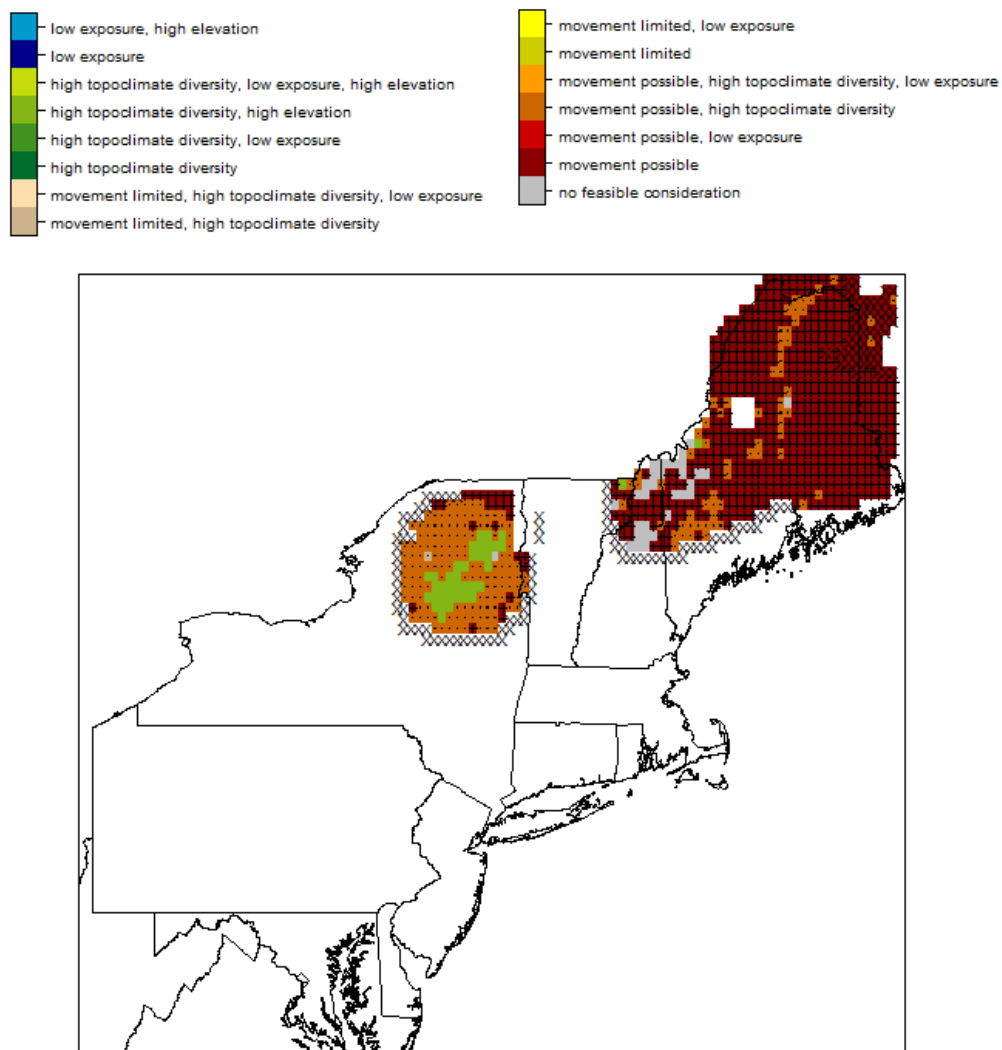 low exposure, high elevation
low exposure
high topoclimate diversity, low exposure, high elevation
high topoclimate diversity, high elevation
high topoclimate diversity, low exposure
high topoclimate diversity
movement limited, high topoclimate diversity, low exposure
movement limited, high topoclimate diversity
movement limited, low exposure
movement limited
movement possible, high topoclimate diversity, low exposure
movement possible, high topoclimate diversity
movement possible, low exposure
movement possible
no feasible consideration